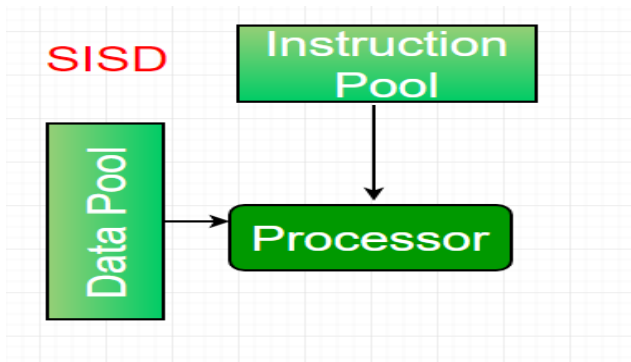 SISD
Instruction
Pool
Data Pool
Processor